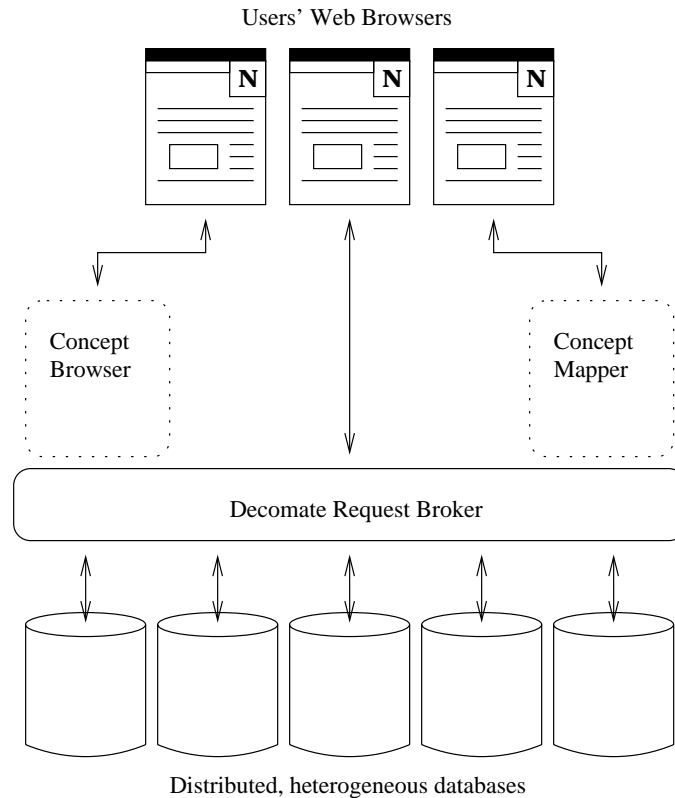 Users’ Web Browsers
N N N
Concept
Browser
Concept
Mapper
Decomate Request Broker
Distributed, heterogeneous databases